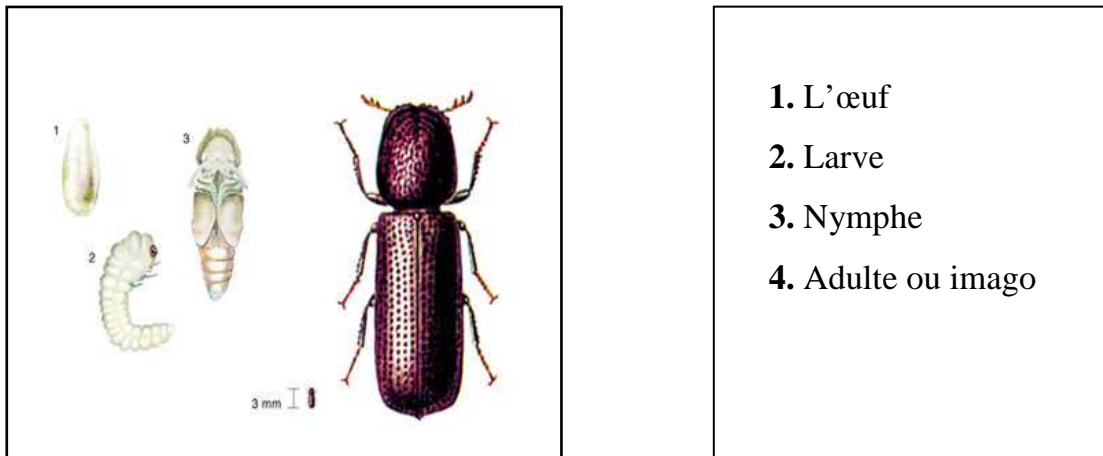 1
3
2
3 mm
1. L’œuf
2. Larve
3. Nymphe
4. Adulte ou imago